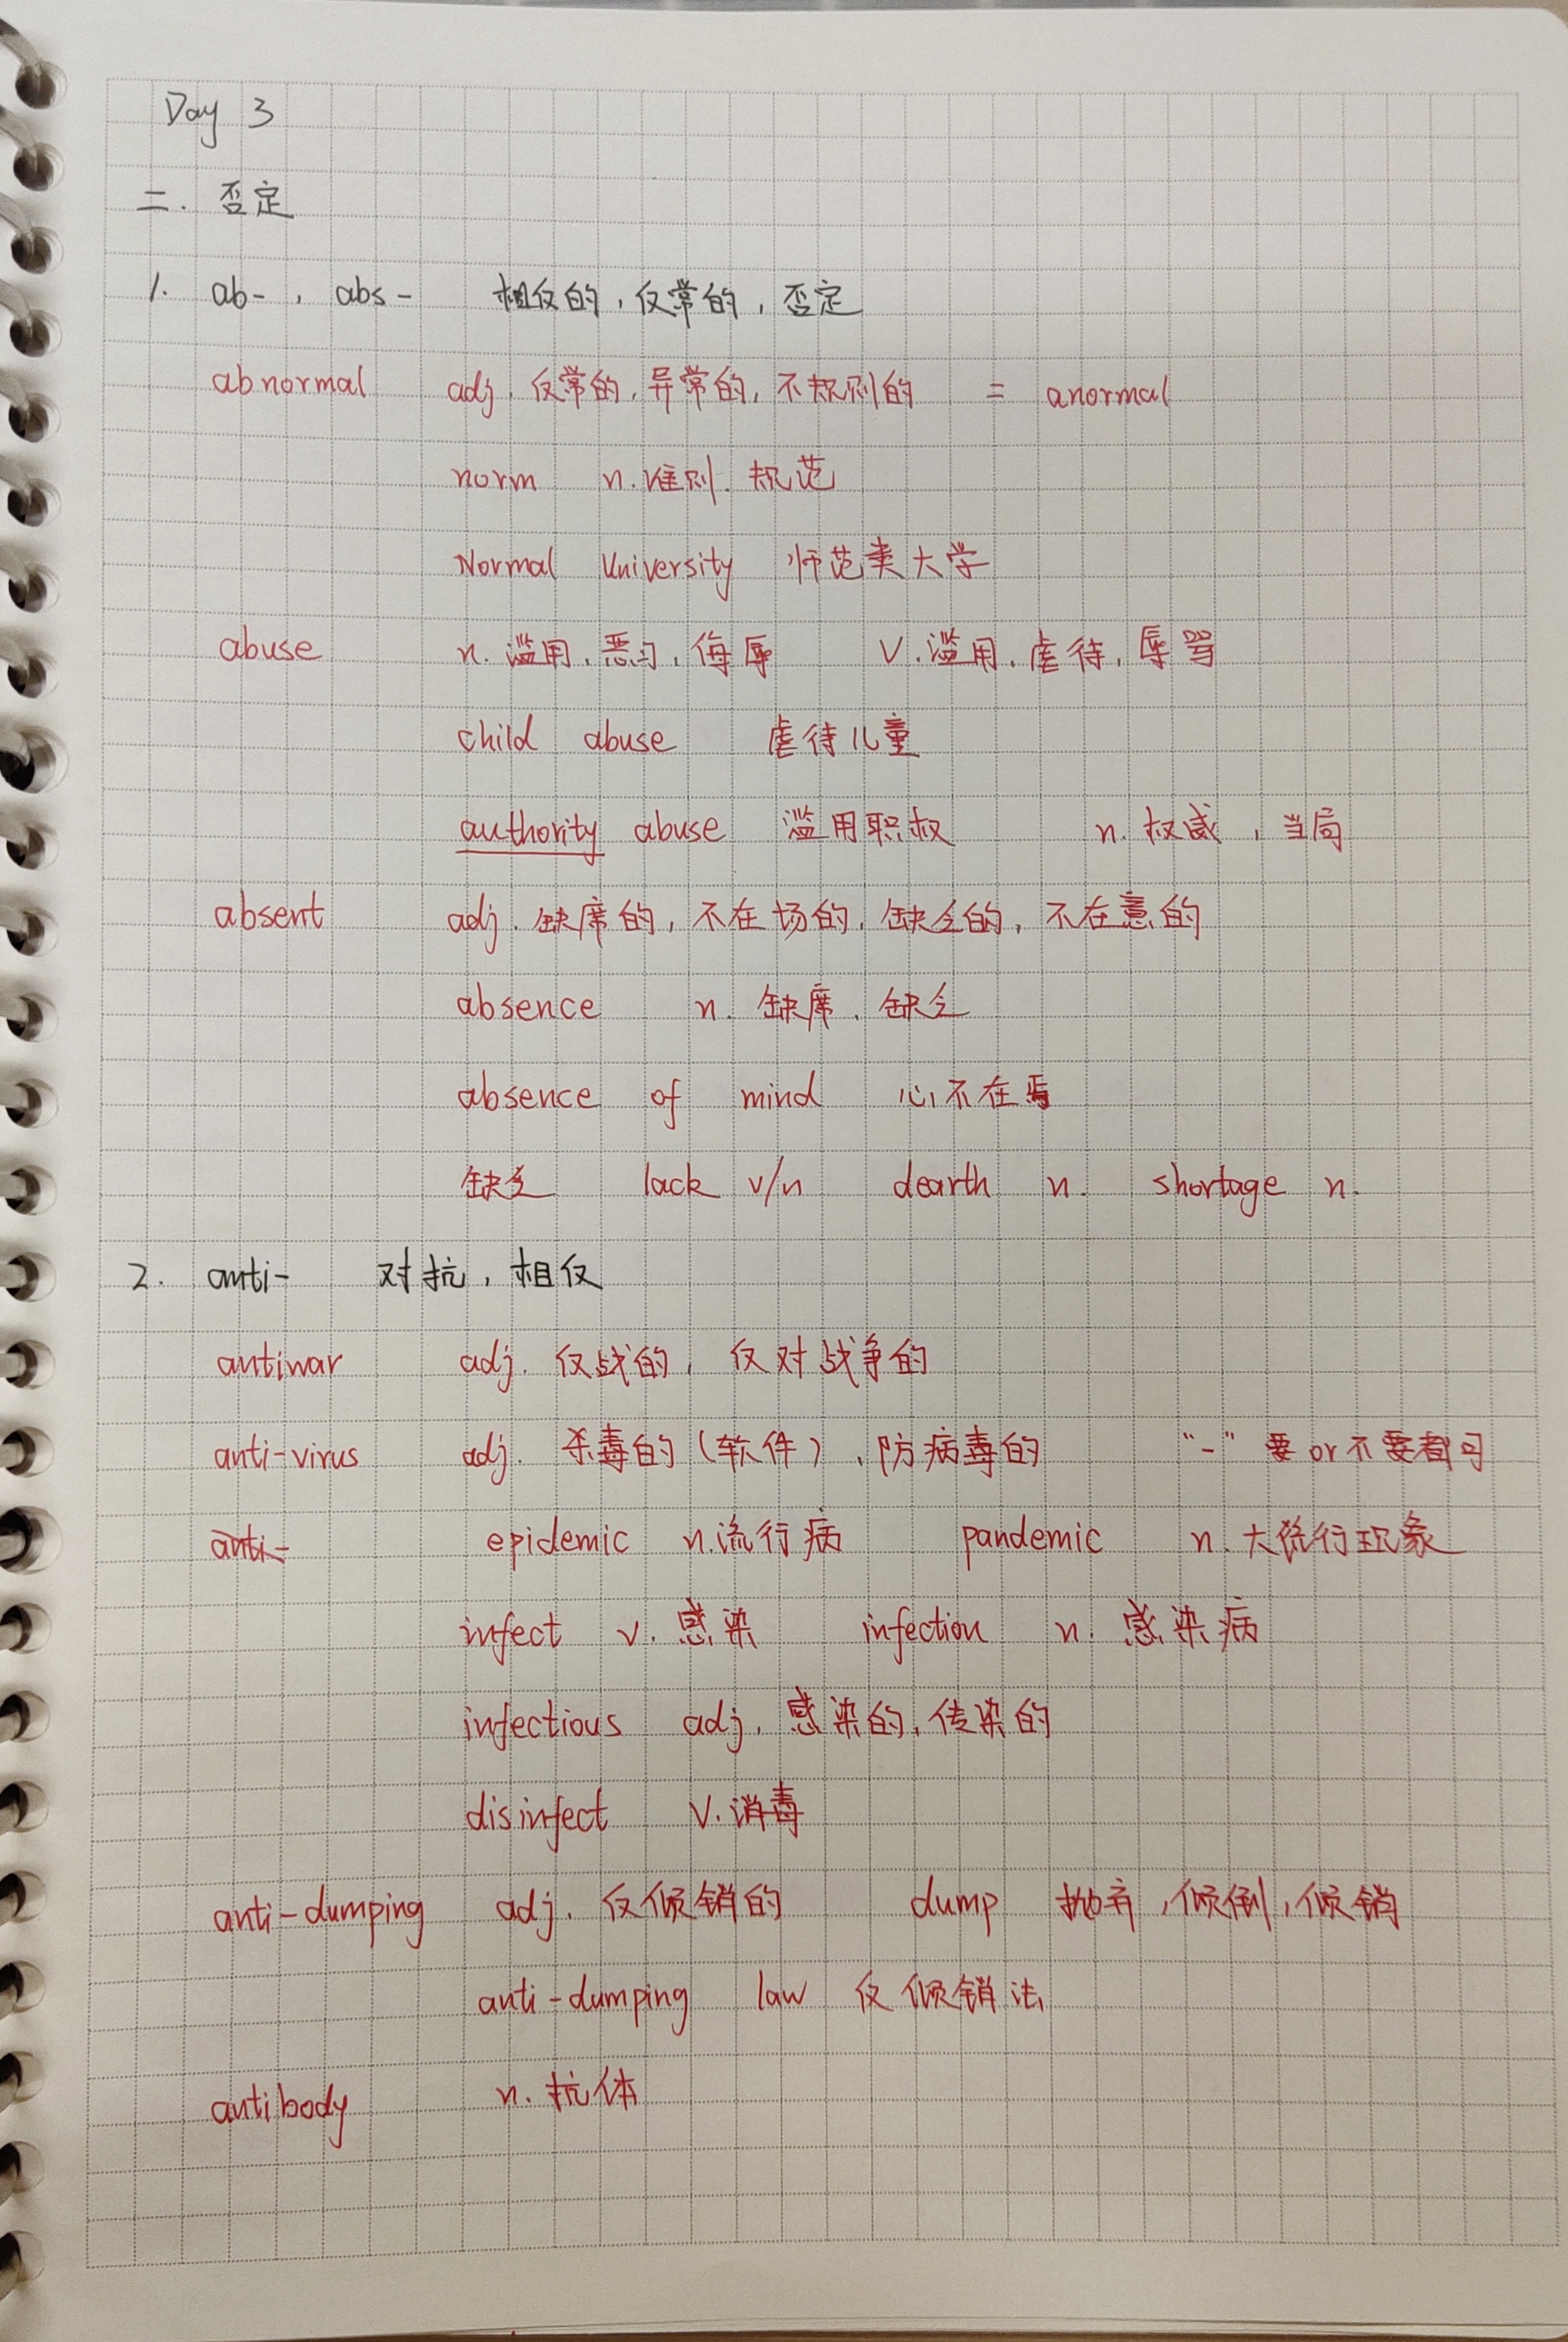 Day 3
二. 否定
1. ab- , abs- 相反的, 反常的, 否定
abnormal adj. 反常的, 异常的, 不规则的 = anormal
norm n. 准则. 规范
Normal University 师范类大学
abuse n. 滥用, 恶习, 侮辱 v. 滥用, 虐待, 辱骂
child abuse 虐待儿童
authority abuse 滥用职权 n. 权威, 当局
absent adj. 缺席的, 不在场的, 缺乏的, 不在意的
absence n. 缺席, 缺乏
absence of mind 心不在焉
缺乏 lack v/n dearth n. shortage n.
2. anti- 对抗, 相反
antiwar adj. 反战的, 反对战争的
anti-virus adj. 杀毒的(软件), 防病毒的 "-" 要 or 不要都可
anti- epidemic n. 流行病 pandemic n. 大流行现象
infect v. 感染 infection n. 感染病
infectious adj. 感染的, 传染的
disinfect v. 消毒
anti-dumping adj. 反倾销的 dump 抛弃, 倾倒, 倾销
anti-dumping law 反倾销法
antibody n. 抗体